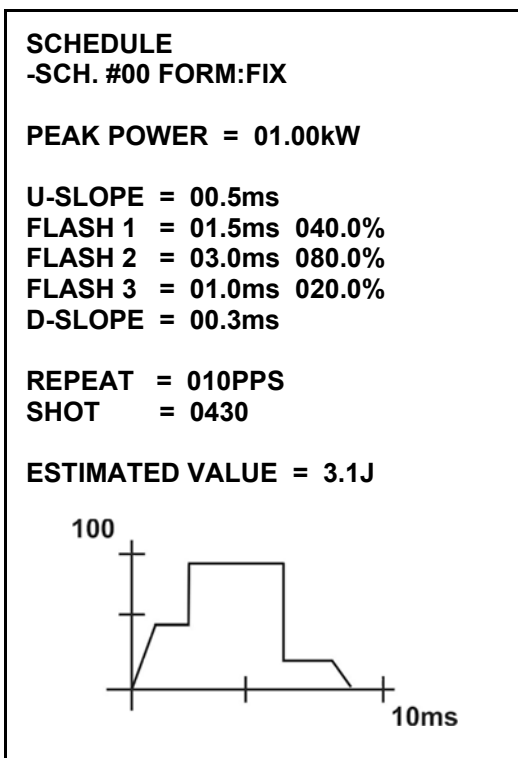 SCHEDULE
-SCH. #00 FORM:FIX
PEAK POWER = 01.00kW
U-SLOPE = 00.5ms
FLASH 1 = 01.5ms 040.0%
FLASH 2 = 03.0ms 080.0%
FLASH 3 = 01.0ms 020.0%
D-SLOPE = 00.3ms
REPEAT = 010PPS
SHOT = 0430
ESTIMATED VALUE = 3.1J
100
10ms